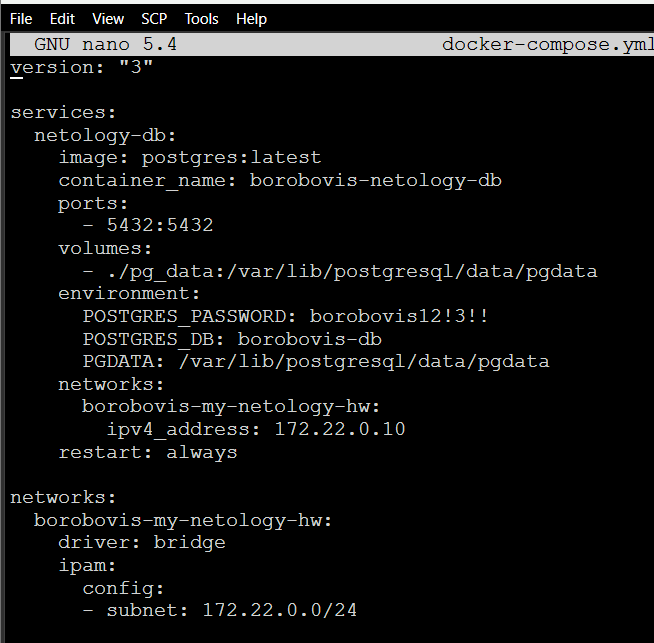 File Edit View SCP Tools Help
GNU nano 5.4 docker-compose.yml
version: "3"

services:
  netology-db:
    image: postgres:latest
    container_name: borobovis-netology-db
    ports:
      - 5432:5432
    volumes:
      - ./pg_data:/var/lib/postgresql/data/pgdata
    environment:
      POSTGRES_PASSWORD: borobovis12!3!!
      POSTGRES_DB: borobovis-db
      PGDATA: /var/lib/postgresql/data/pgdata
    networks:
      borobovis-my-netology-hw:
        ipv4_address: 172.22.0.10
    restart: always

networks:
  borobovis-my-netology-hw:
    driver: bridge
    ipam:
      config:
      - subnet: 172.22.0.0/24